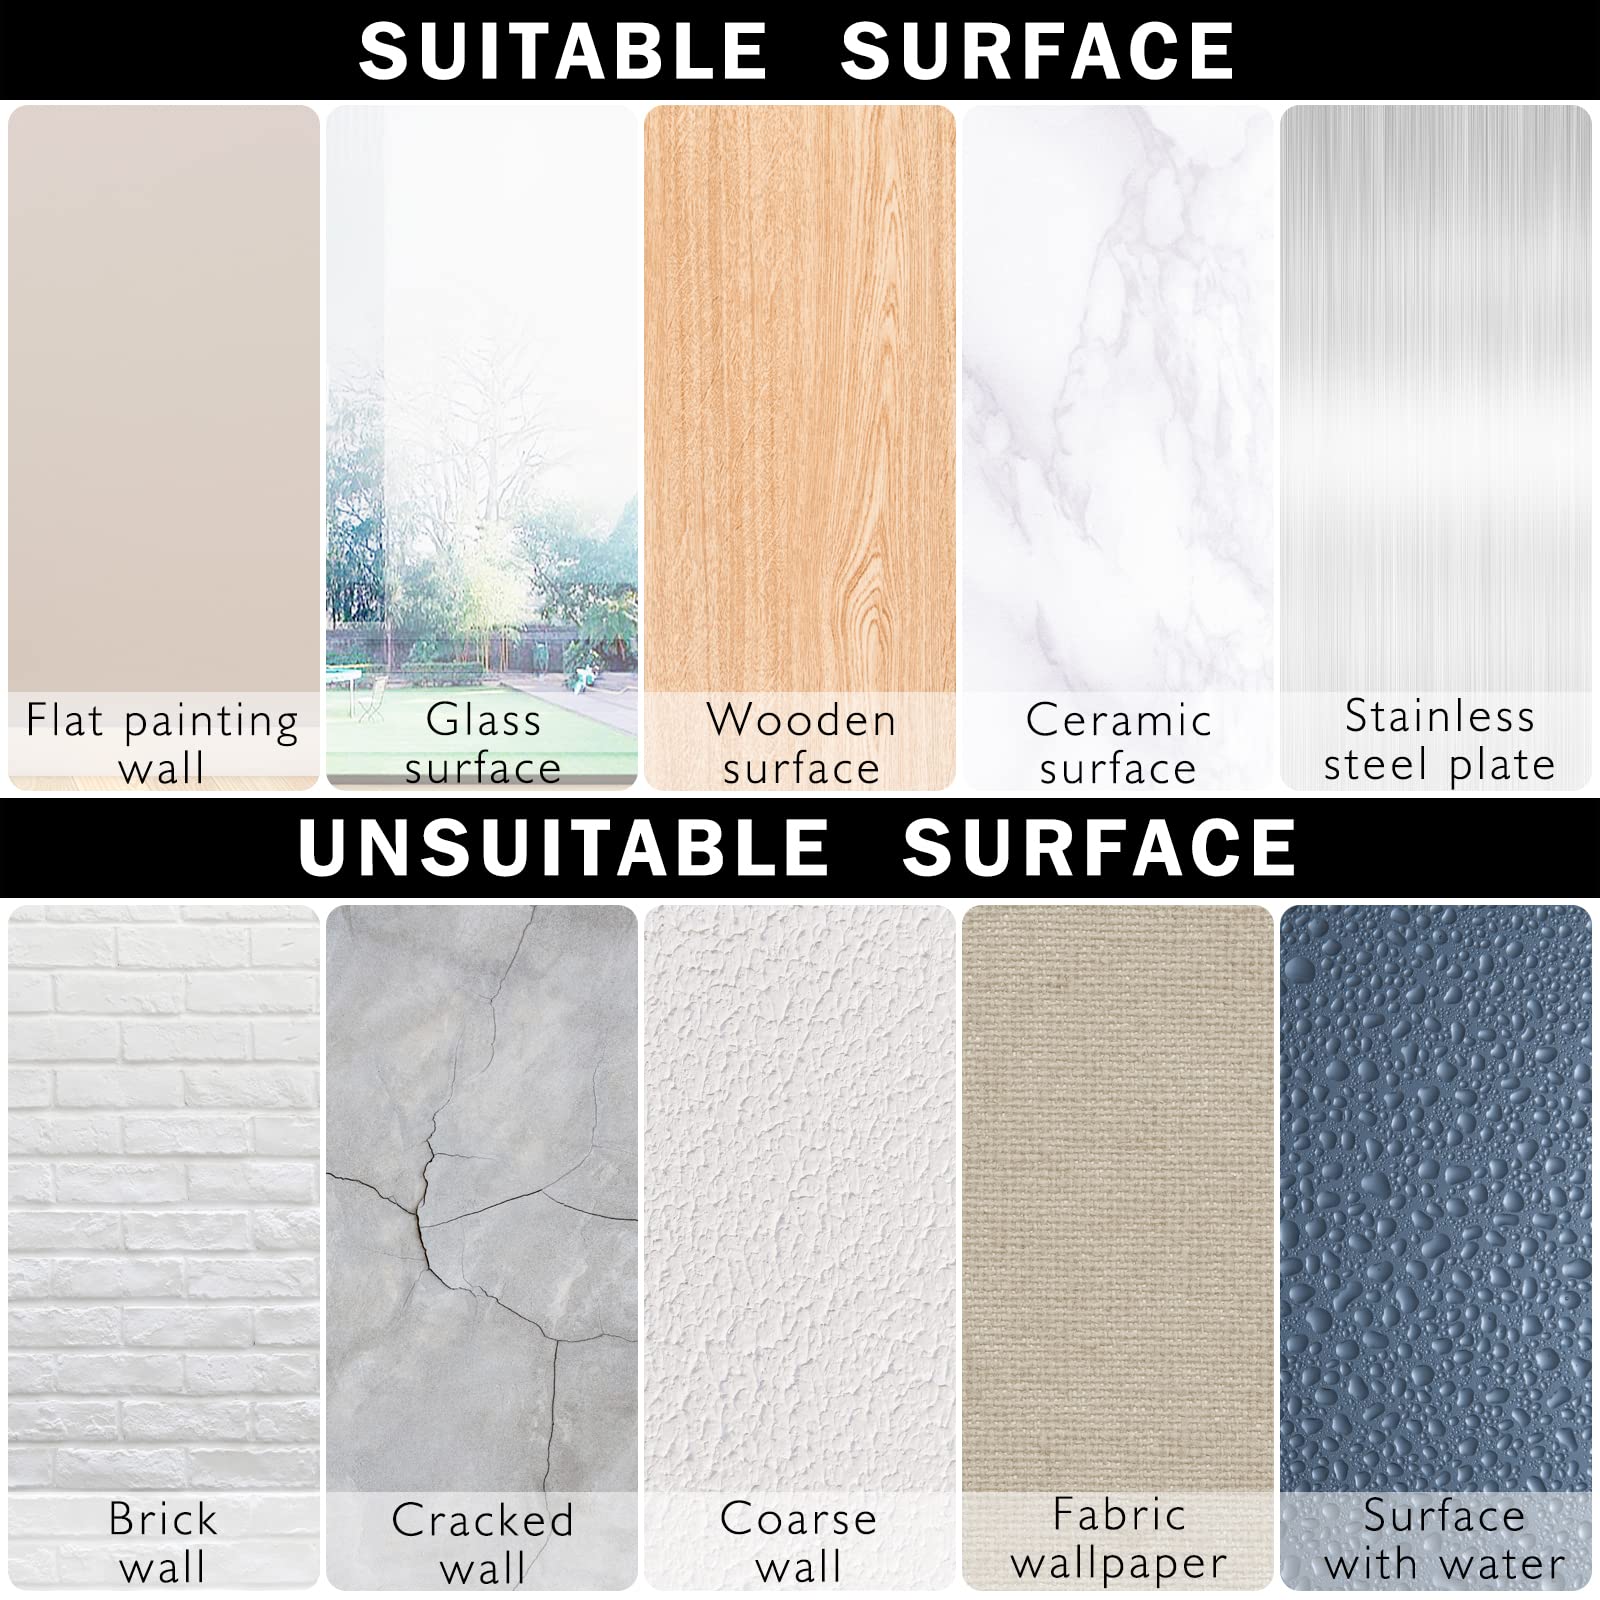 SUITABLE SURFACE
Flat painting
wall
Glass
surface
Wooden
surface
Ceramic
surface
Stainless
steel plate
UNSUITABLE SURFACE
Brick
wall
Cracked
wall
Coarse
wall
Fabric
wallpaper
Surface
with water